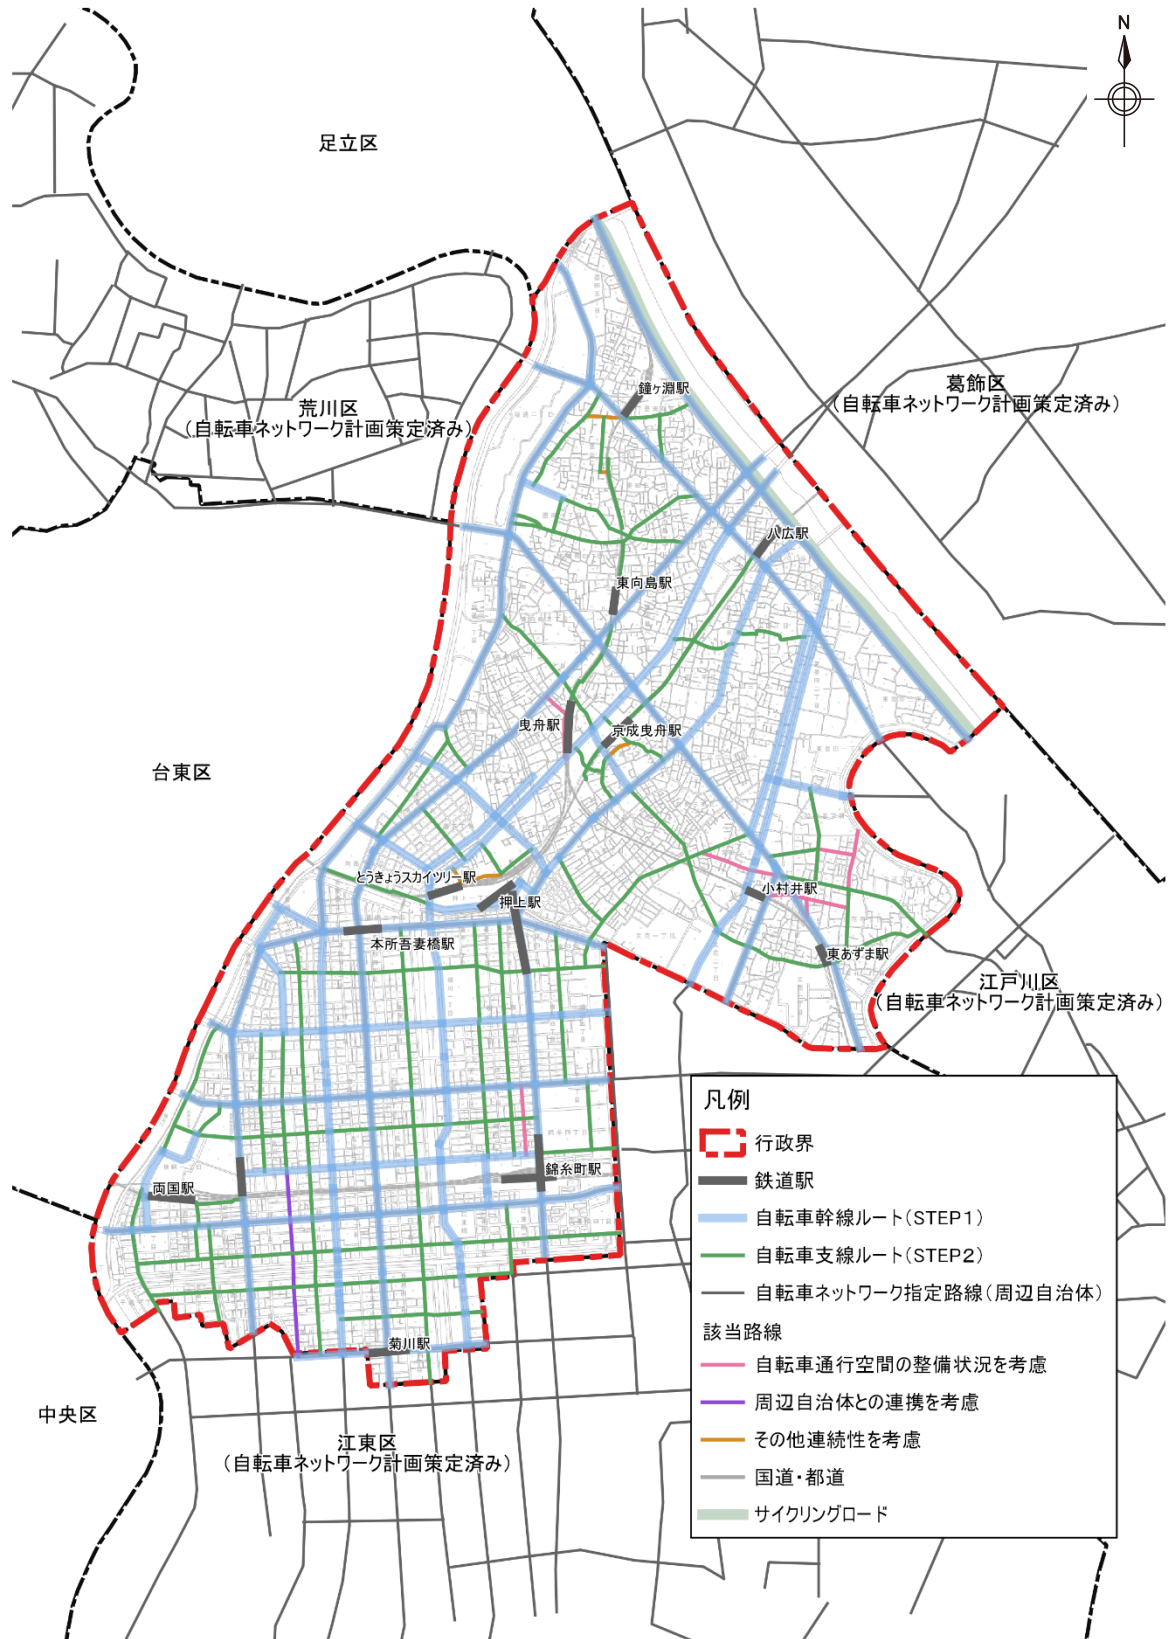 N
足立区
葛飾区
（自転車ネットワーク計画策定済み）
荒川区
（自転車ネットワーク計画策定済み）
鐘ヶ淵駅
八広駅
東向島駅
曳舟駅
京成曳舟駅
台東区
とうきょうスカイツリー駅
押上駅
小村井駅
本所吾妻橋駅
東あずま駅
江戸川区
（自転車ネットワーク計画策定済み）
両国駅
錦糸町駅
菊川駅
中央区
江東区
（自転車ネットワーク計画策定済み）
凡例
行政界
鉄道駅
自転車幹線ルート（STEP1）
自転車支線ルート（STEP2）
自転車ネットワーク指定路線（周辺自治体）
該当路線
自転車通行空間の整備状況を考慮
周辺自治体との連携を考慮
その他連続性を考慮
国道・都道
サイクリングロード